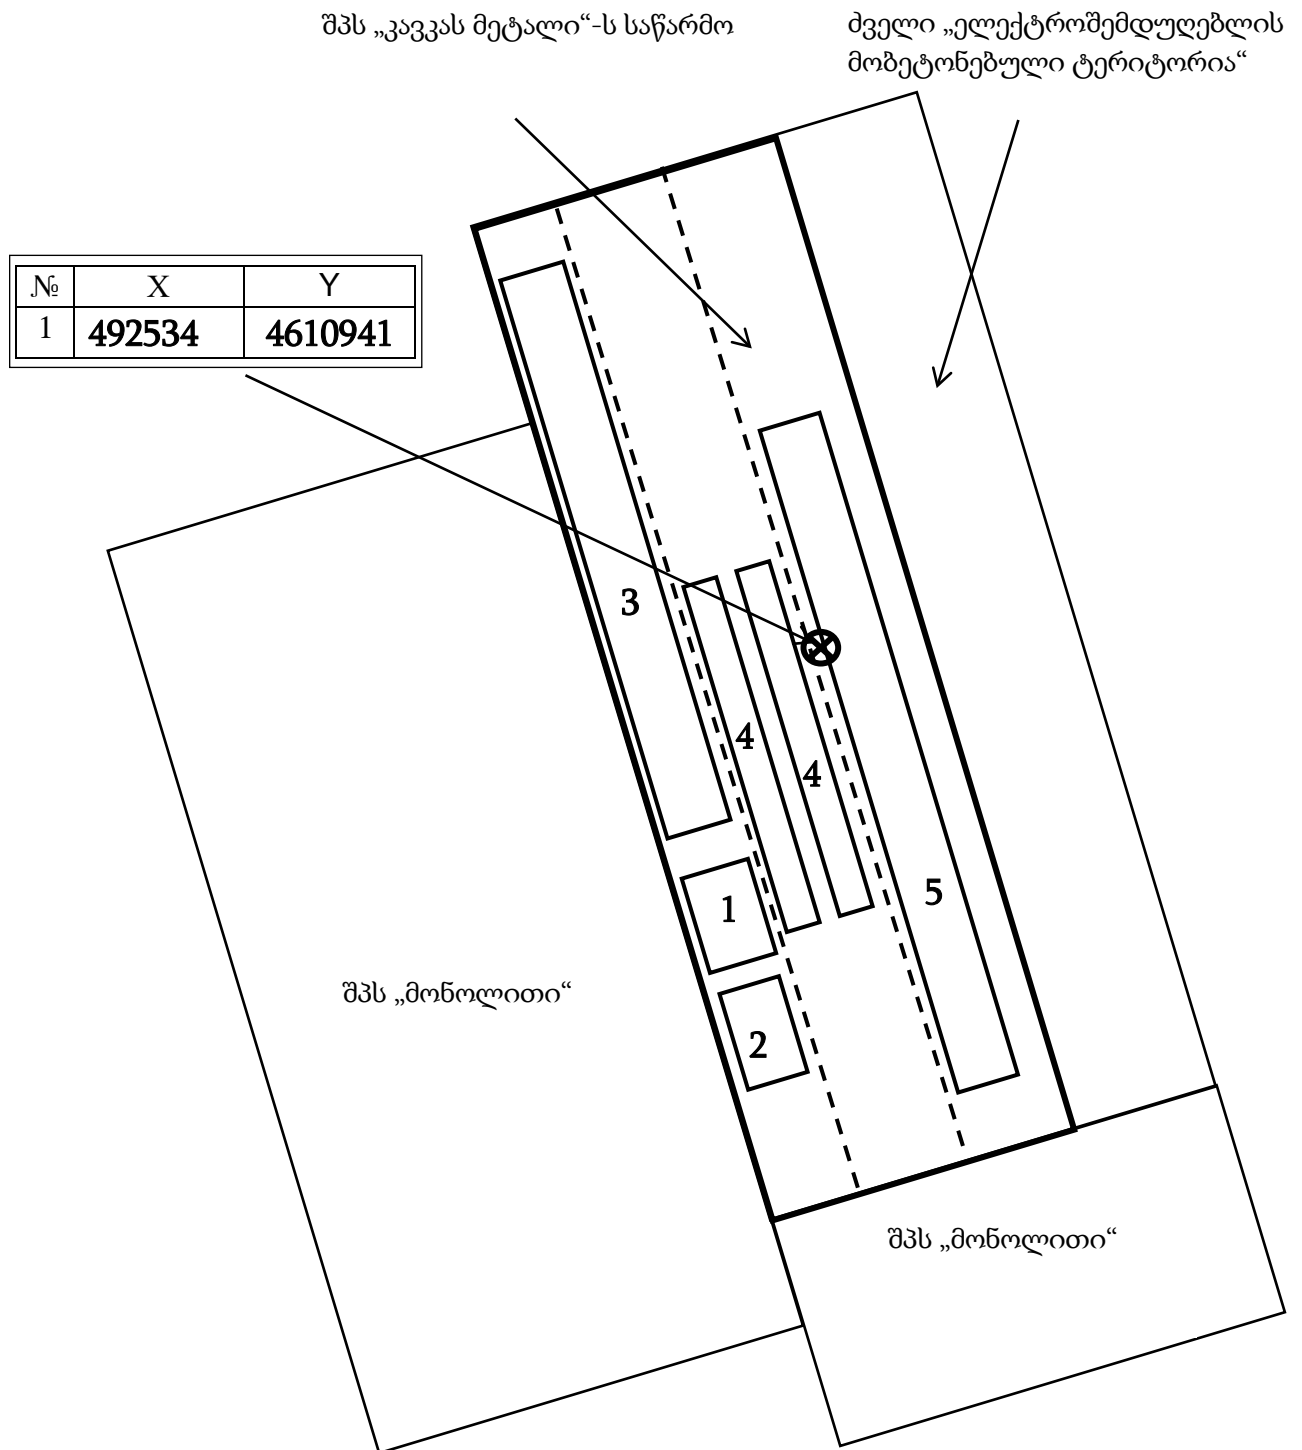 შპს „კავკას მეტალი“-ს საწარმო
ძველი „ელექტროშემდუღებლის
მობეტონებული ტერიტორია“
№ X Y
1 492534 4610941
3
4
4
5
1
2
შპს „მონოლითი“
შპს „მონოლითი“